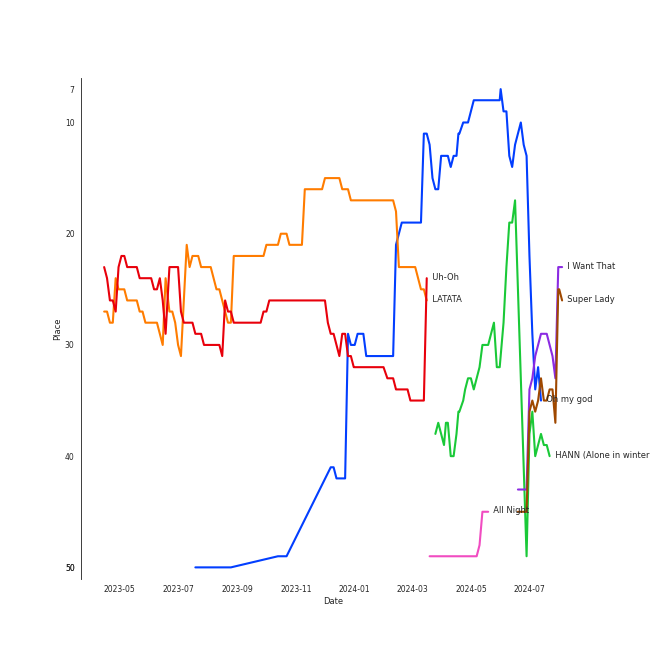 7
10
20
Uh-Oh
I Want That
LATATA
Super Lady
30
Place
Oh my god
40
HANN (Alone in winter
All Night
50
2023-05
2023-07
2023-09
2023-11
2024-01
2024-03
2024-05
2024-07
Date